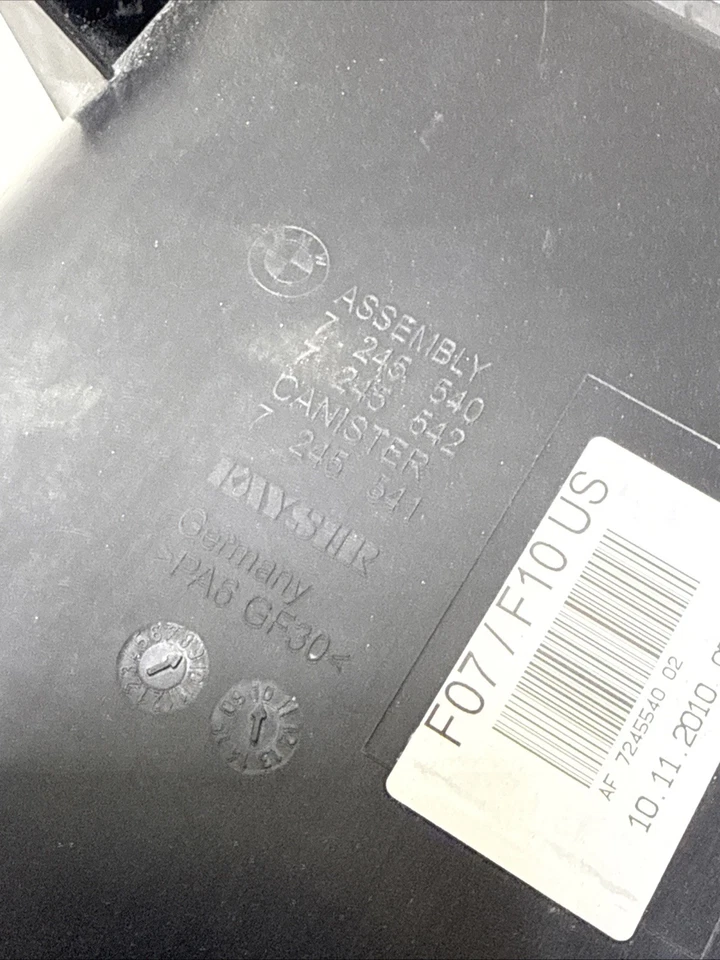 ASSEMBLY
7 245 540
7 245 542
CANISTER
7 245 541
KAYSER
Germany
>PA6 GF30<
F07 / F10 US
AF 7245540 02
10.11.2010